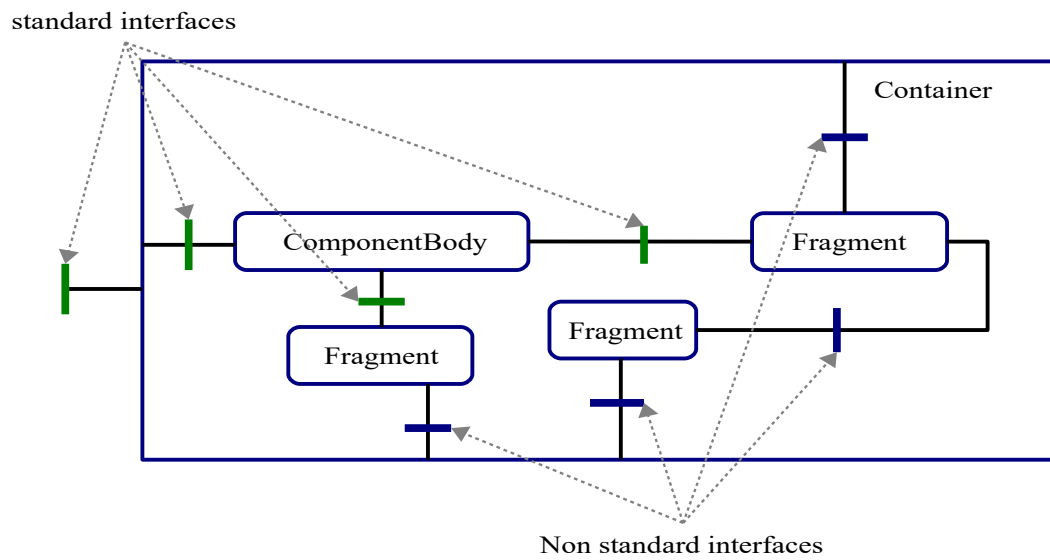 standard interfaces
Container
ComponentBody
Fragment
Fragment
Fragment
Non standard interfaces